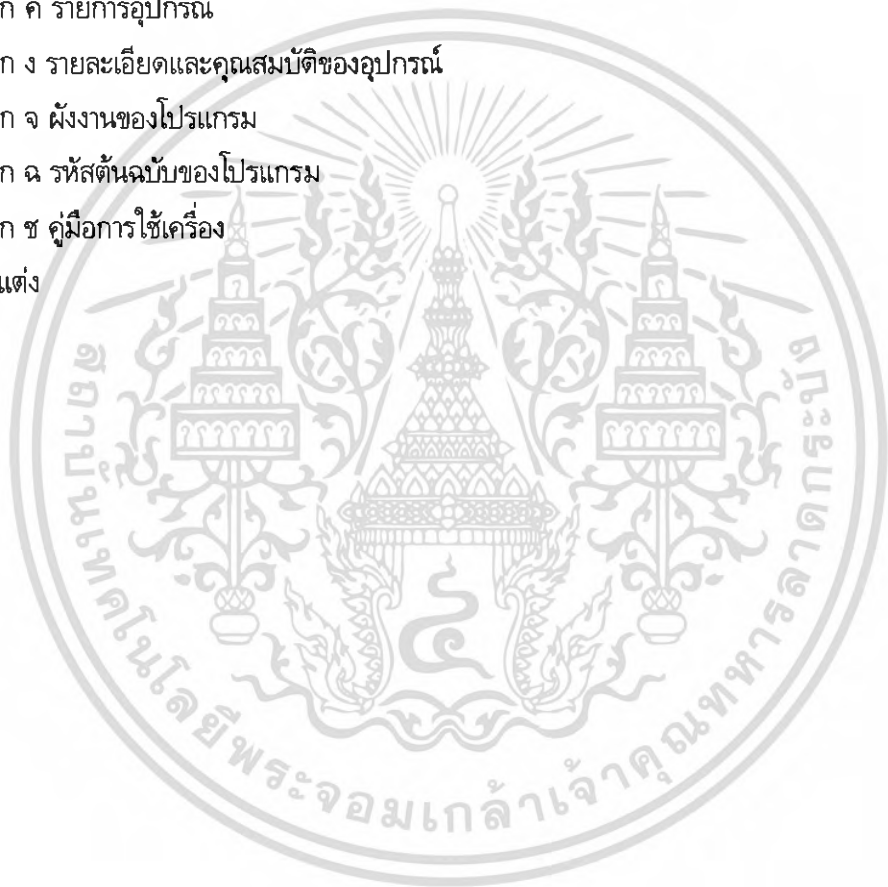 ก ค รายการอุปกรณ์
ก ง รายละเอียดและคุณสมบัติของอุปกรณ์
ก จ ผังงานของโปรแกรม
ก ฉ รหัสต้นฉบับของโปรแกรม
ก ช คู่มือการใช้เครื่อง
แต่ง
สถาบันเทคโนโลยีพระจอมเกล้าเจ้าคุณทหารลาดกระบัง
๔